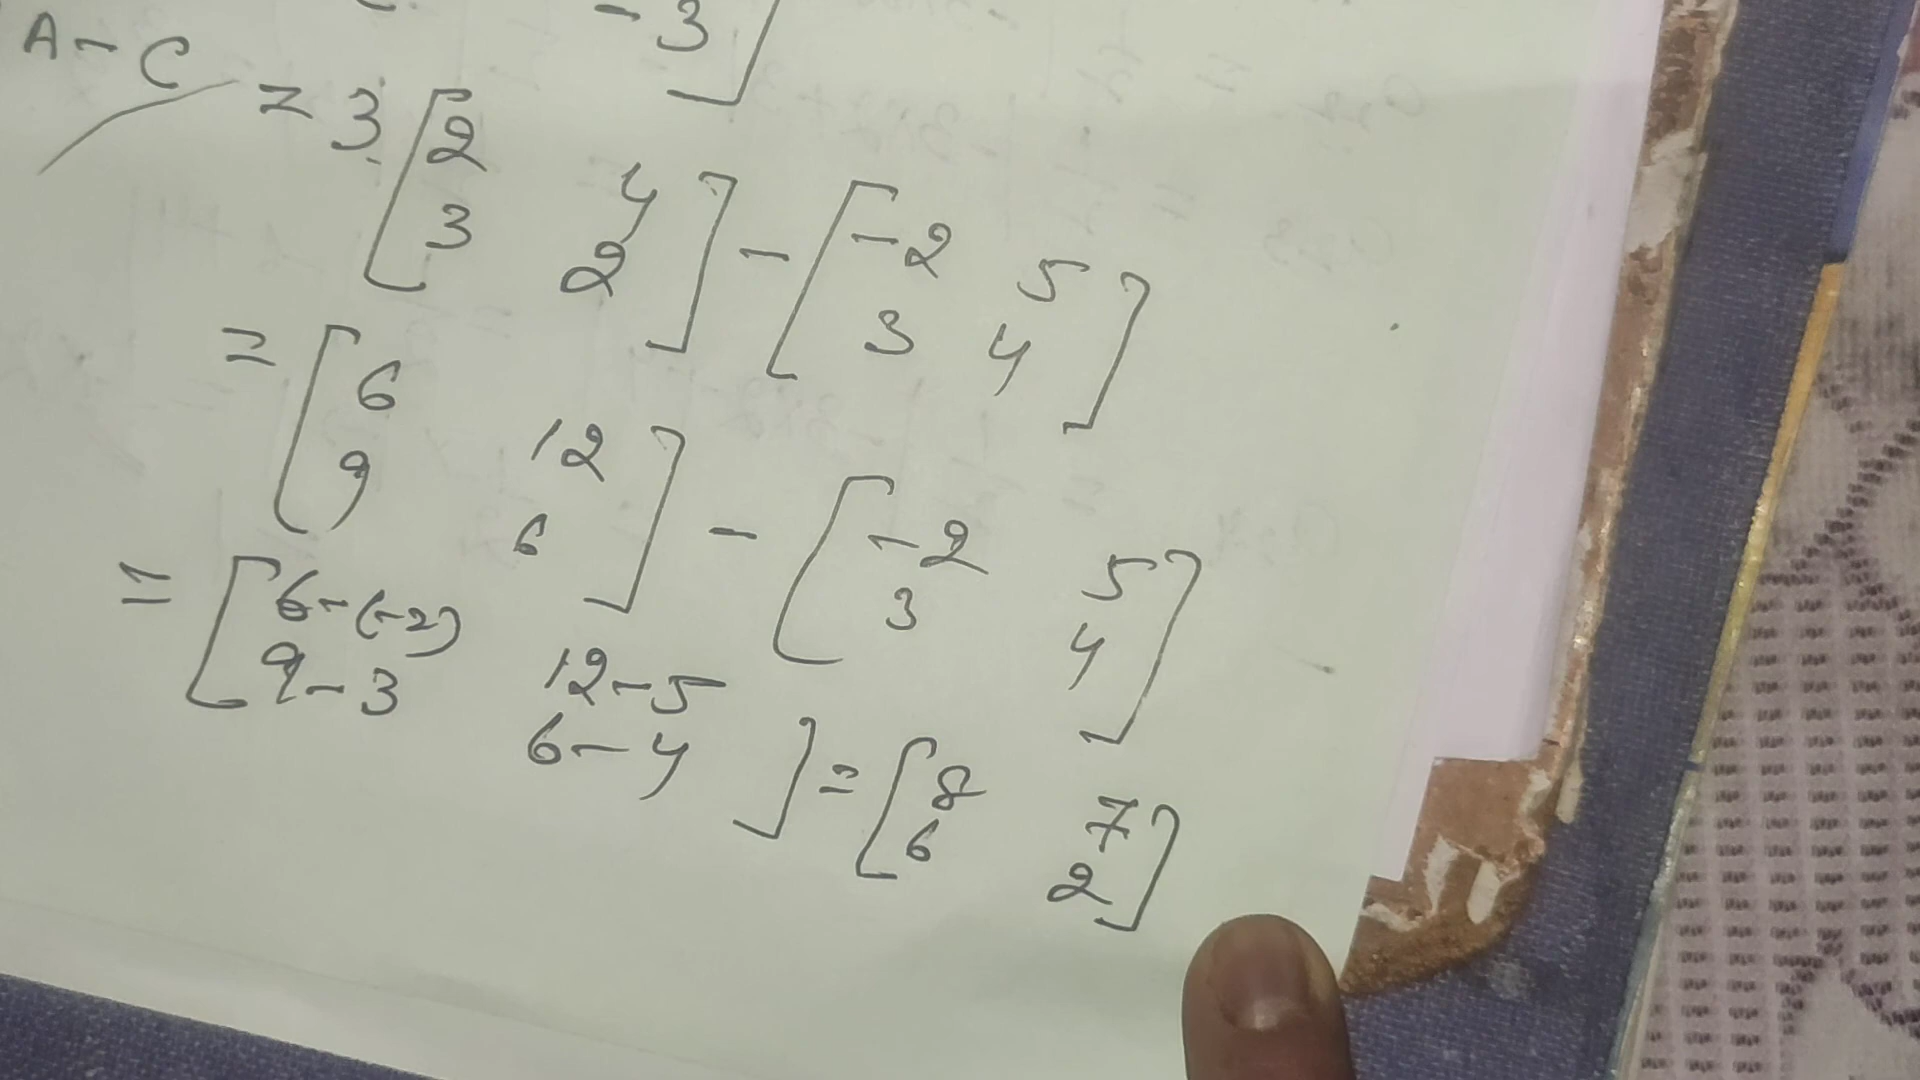 - 3 ]
A - C = 3 [ 2 4 ] - [ -2 5 ]
[ 3 2 ] [ 3 4 ]
= [ 6 12 ] - [ -2 5 ]
[ 9 6 ] [ 3 4 ]
= [ 6-(-2) 12-5 ] = [ 8 7 ]
[ 9-3 6-4 ] [ 6 2 ]